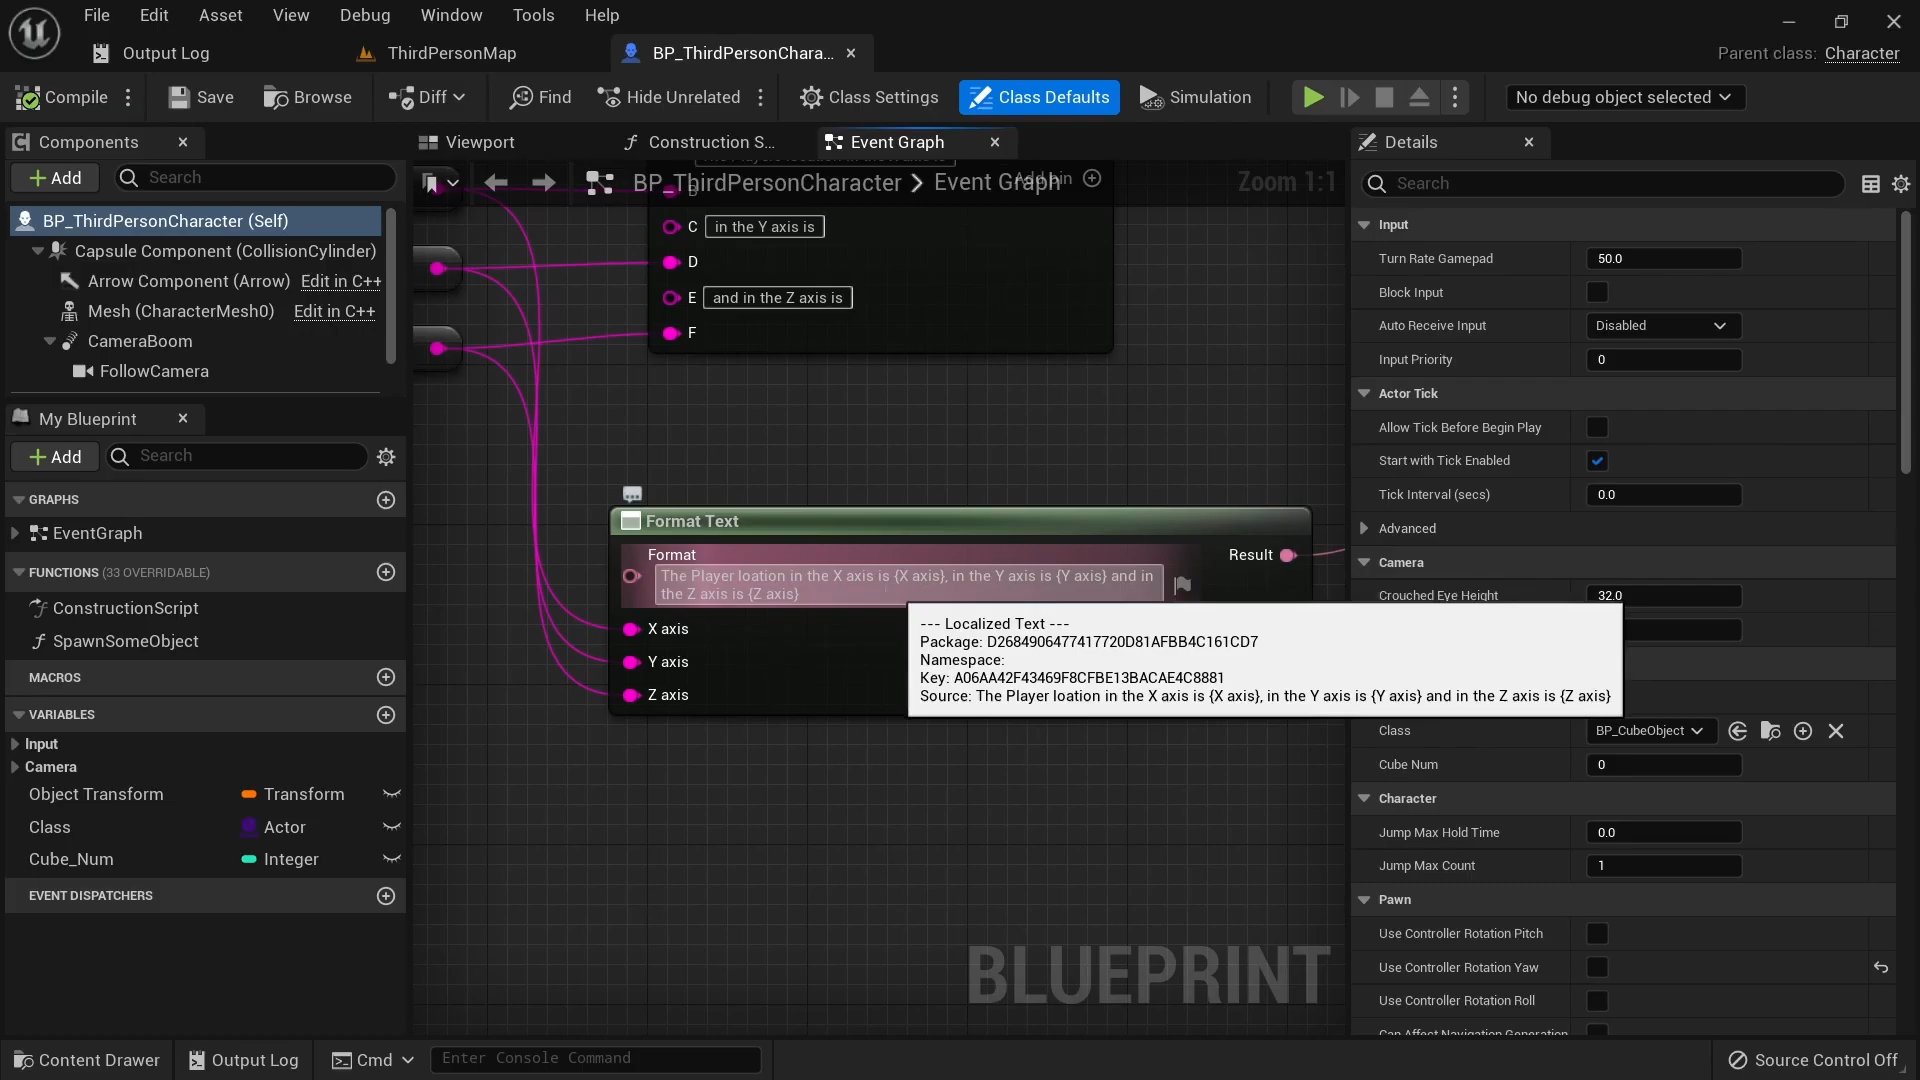 File Edit Asset View Debug Window Tools Help
Output Log ThirdPersonMap BP_ThirdPersonChara... Parent class: Character
Compile Save Browse Diff Find Hide Unrelated Class Settings Class Defaults Simulation No debug object selected
Components Viewport Construction S... Event Graph Details
Add Search BP_ThirdPersonCharacter > Event Graph Add pin Zoom 1:1 Search
BP_ThirdPersonCharacter (Self)
Capsule Component (CollisionCylinder)
Arrow Component (Arrow) Edit in C++
Mesh (CharacterMesh0) Edit in C++
CameraBoom
FollowCamera
My Blueprint
Add Search
GRAPHS
EventGraph
FUNCTIONS (33 OVERRIDABLE)
ConstructionScript
SpawnSomeObject
MACROS
VARIABLES
Input
Camera
Object Transform Transform
Class Actor
Cube_Num Integer
EVENT DISPATCHERS
B
C in the Y axis is
D
E and in the Z axis is
F
Format Text
Format Result
The Player loation in the X axis is {X axis}, in the Y axis is {Y axis} and in
the Z axis is {Z axis}
X axis
Y axis
Z axis
--- Localized Text ---
Package: D2684906477417720D81AFBB4C161CD7
Namespace:
Key: A06AA42F43469F8CFBE13BACAE4C8881
Source: The Player loation in the X axis is {X axis}, in the Y axis is {Y axis} and in the Z axis is {Z axis}
BLUEPRINT
Input
Turn Rate Gamepad 50.0
Block Input
Auto Receive Input Disabled
Input Priority 0
Actor Tick
Allow Tick Before Begin Play
Start with Tick Enabled
Tick Interval (secs) 0.0
Advanced
Camera
Crouched Eye Height 32.0
Class BP_CubeObject
Cube Num 0
Character
Jump Max Hold Time 0.0
Jump Max Count 1
Pawn
Use Controller Rotation Pitch
Use Controller Rotation Yaw
Use Controller Rotation Roll
Can Affect Navigation Generation
Content Drawer Output Log Cmd Enter Console Command Source Control Off